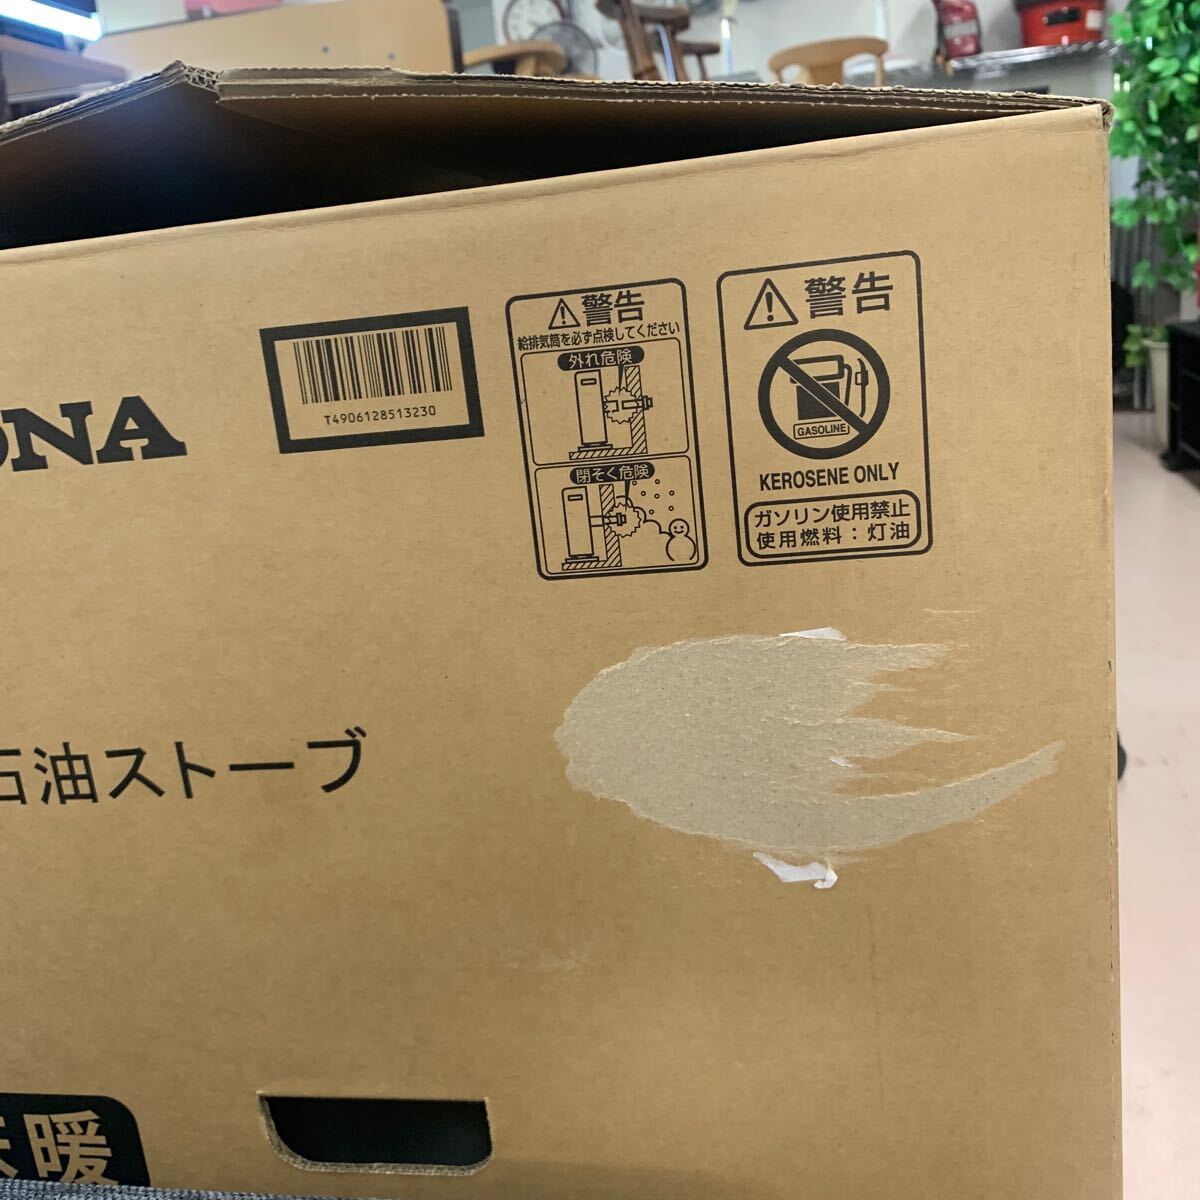 ONA
T4906128513230
警告
給排気筒を必ず点検してください
外れ危険
閉そく危険
警告
GASOLINE
KEROSENE ONLY
ガソリン使用禁止
使用燃料：灯油
石油ストーブ
床暖